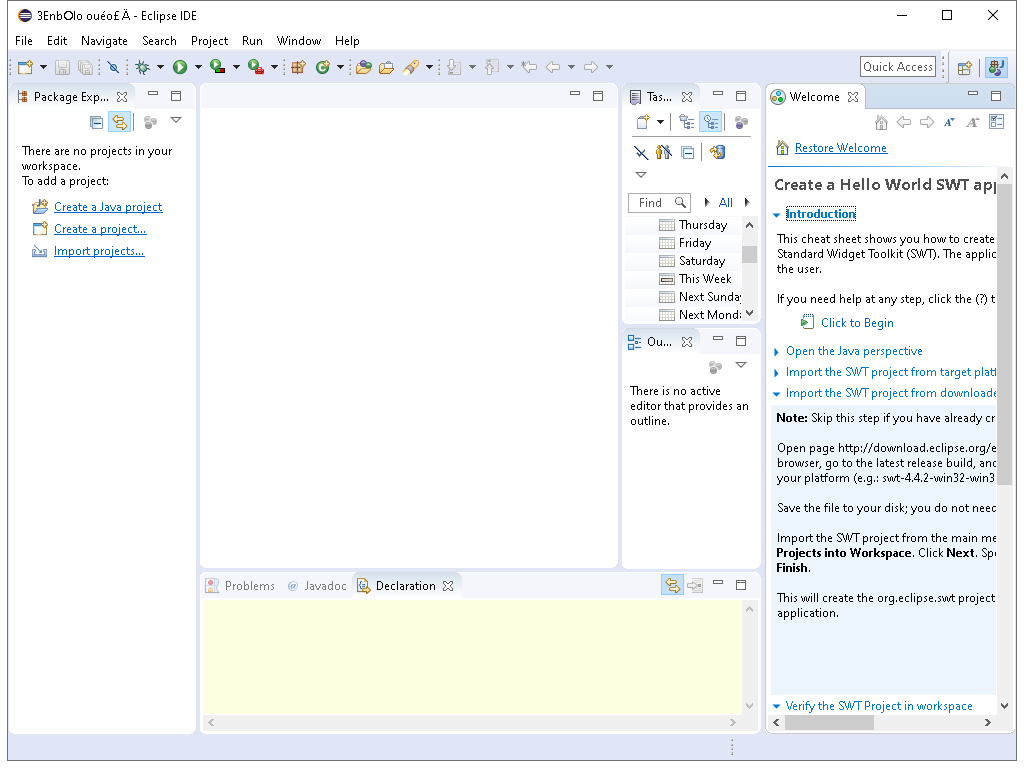 3EnbOlo ouéo£Ä - Eclipse IDE
File Edit Navigate Search Project Run Window Help
Quick Access
Package Exp...
There are no projects in your
workspace.
To add a project:
Create a Java project
Create a project...
Import projects...
Tas...
Find
All
Thursday
Friday
Saturday
This Week
Next Sunday
Next Monda
Ou...
There is no active
editor that provides an
outline.
Problems @ Javadoc Declaration
Welcome
Restore Welcome
Create a Hello World SWT app
Introduction
This cheat sheet shows you how to create
Standard Widget Toolkit (SWT). The applic
the user.
If you need help at any step, click the (?) t
Click to Begin
Open the Java perspective
Import the SWT project from target platf
Import the SWT project from downloade
Note: Skip this step if you have already cr
Open page http://download.eclipse.org/e
browser, go to the latest release build, and
your platform (e.g.: swt-4.4.2-win32-win3
Save the file to your disk; you do not need
Import the SWT project from the main me
Projects into Workspace. Click Next. Spe
Finish.
This will create the org.eclipse.swt project
application.
Verify the SWT Project in workspace